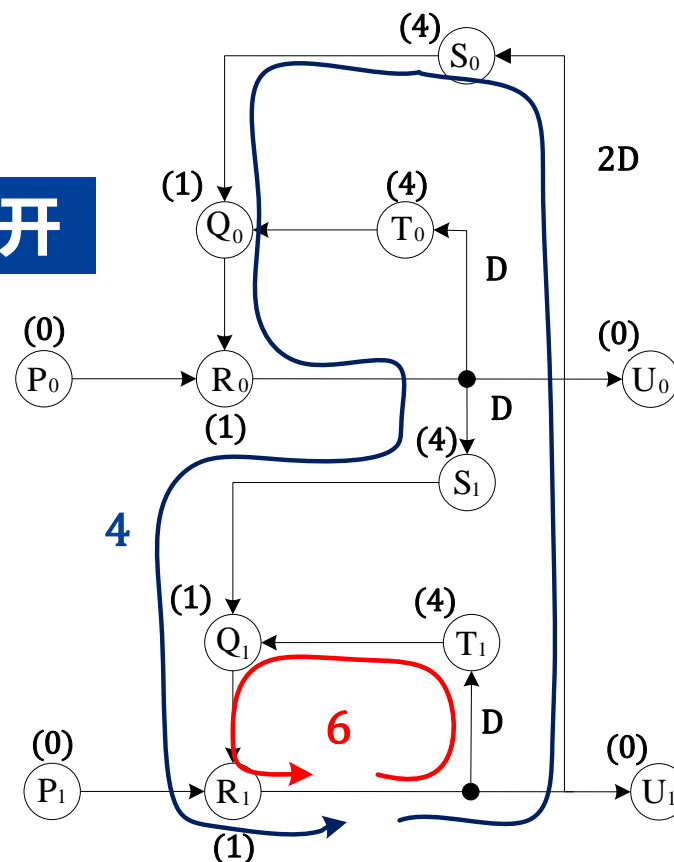 (4)
S₀
2D
开
(1)
(4)
Q₀
T₀
D
(0)
(0)
P₀
R₀
U₀
D
(1)
(4)
S₁
4
(1)
(4)
Q₁
T₁
6
D
(0)
(0)
P₁
R₁
U₁
(1)